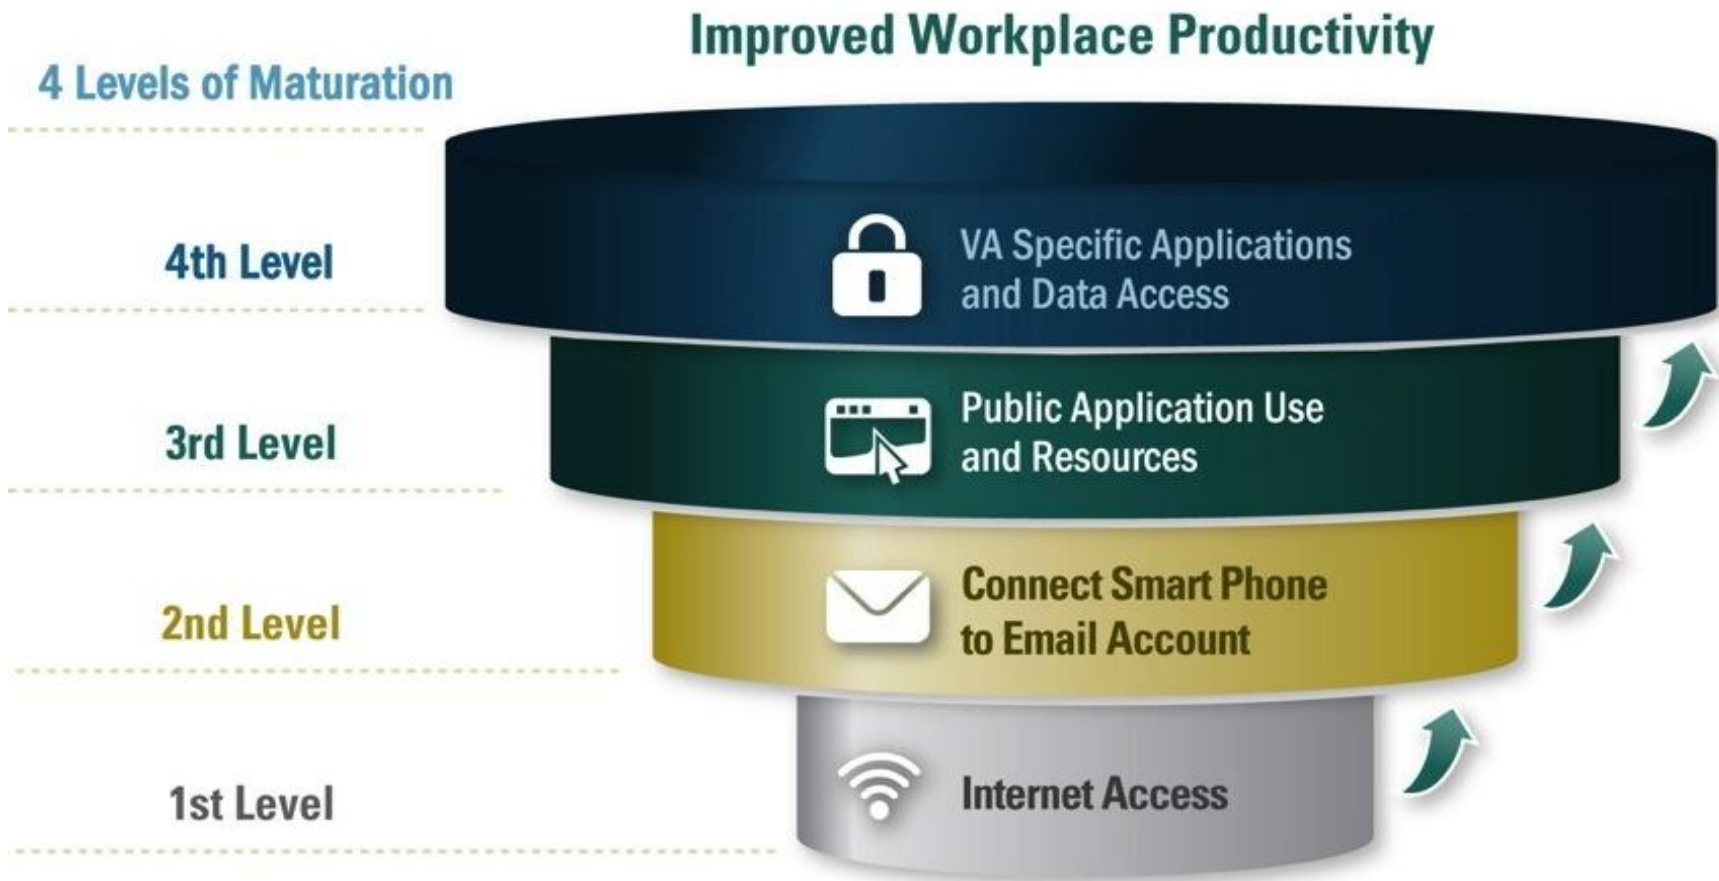 Improved Workplace Productivity
4 Levels of Maturation
4th Level
VA Specific Applications
and Data Access
3rd Level
Public Application Use
and Resources
2nd Level
Connect Smart Phone
to Email Account
1st Level
Internet Access